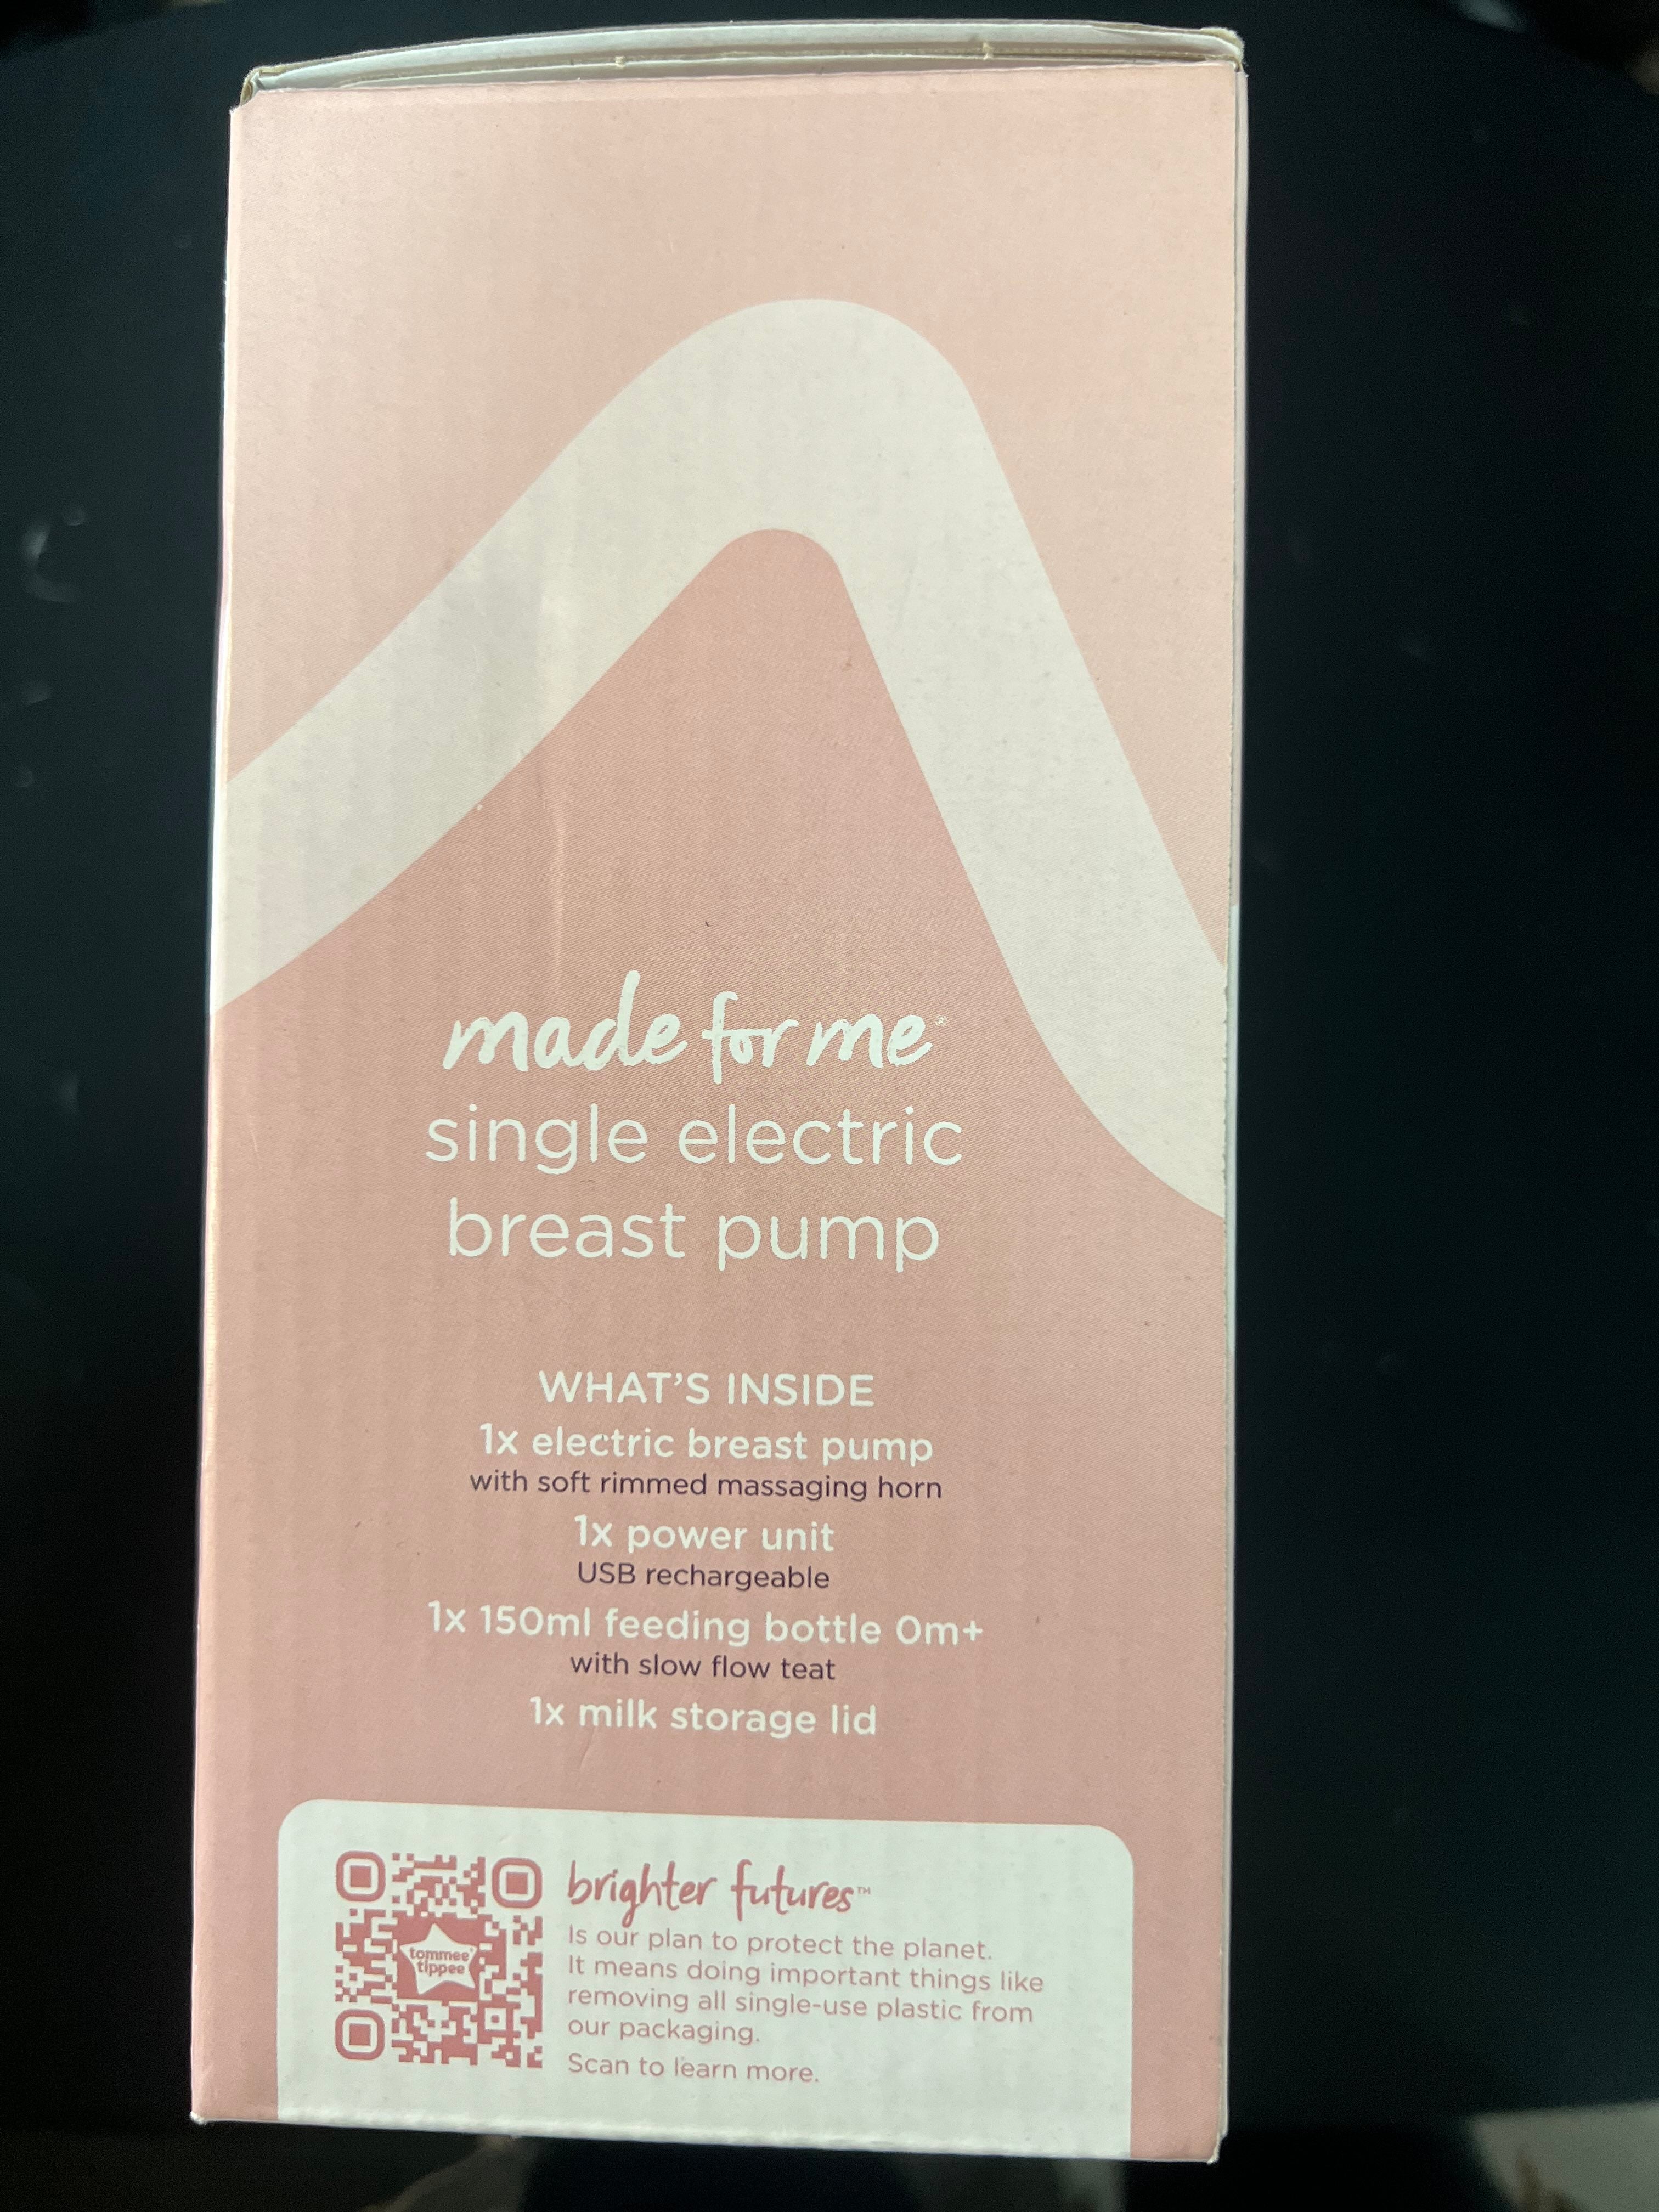 made for me®
single electric
breast pump
WHAT'S INSIDE
1x electric breast pump
with soft rimmed massaging horn
1x power unit
USB rechargeable
1x 150ml feeding bottle 0m+
with slow flow teat
1x milk storage lid
tommee®
tippee
brighter futures™
Is our plan to protect the planet.
It means doing important things like
removing all single-use plastic from
our packaging.
Scan to learn more.